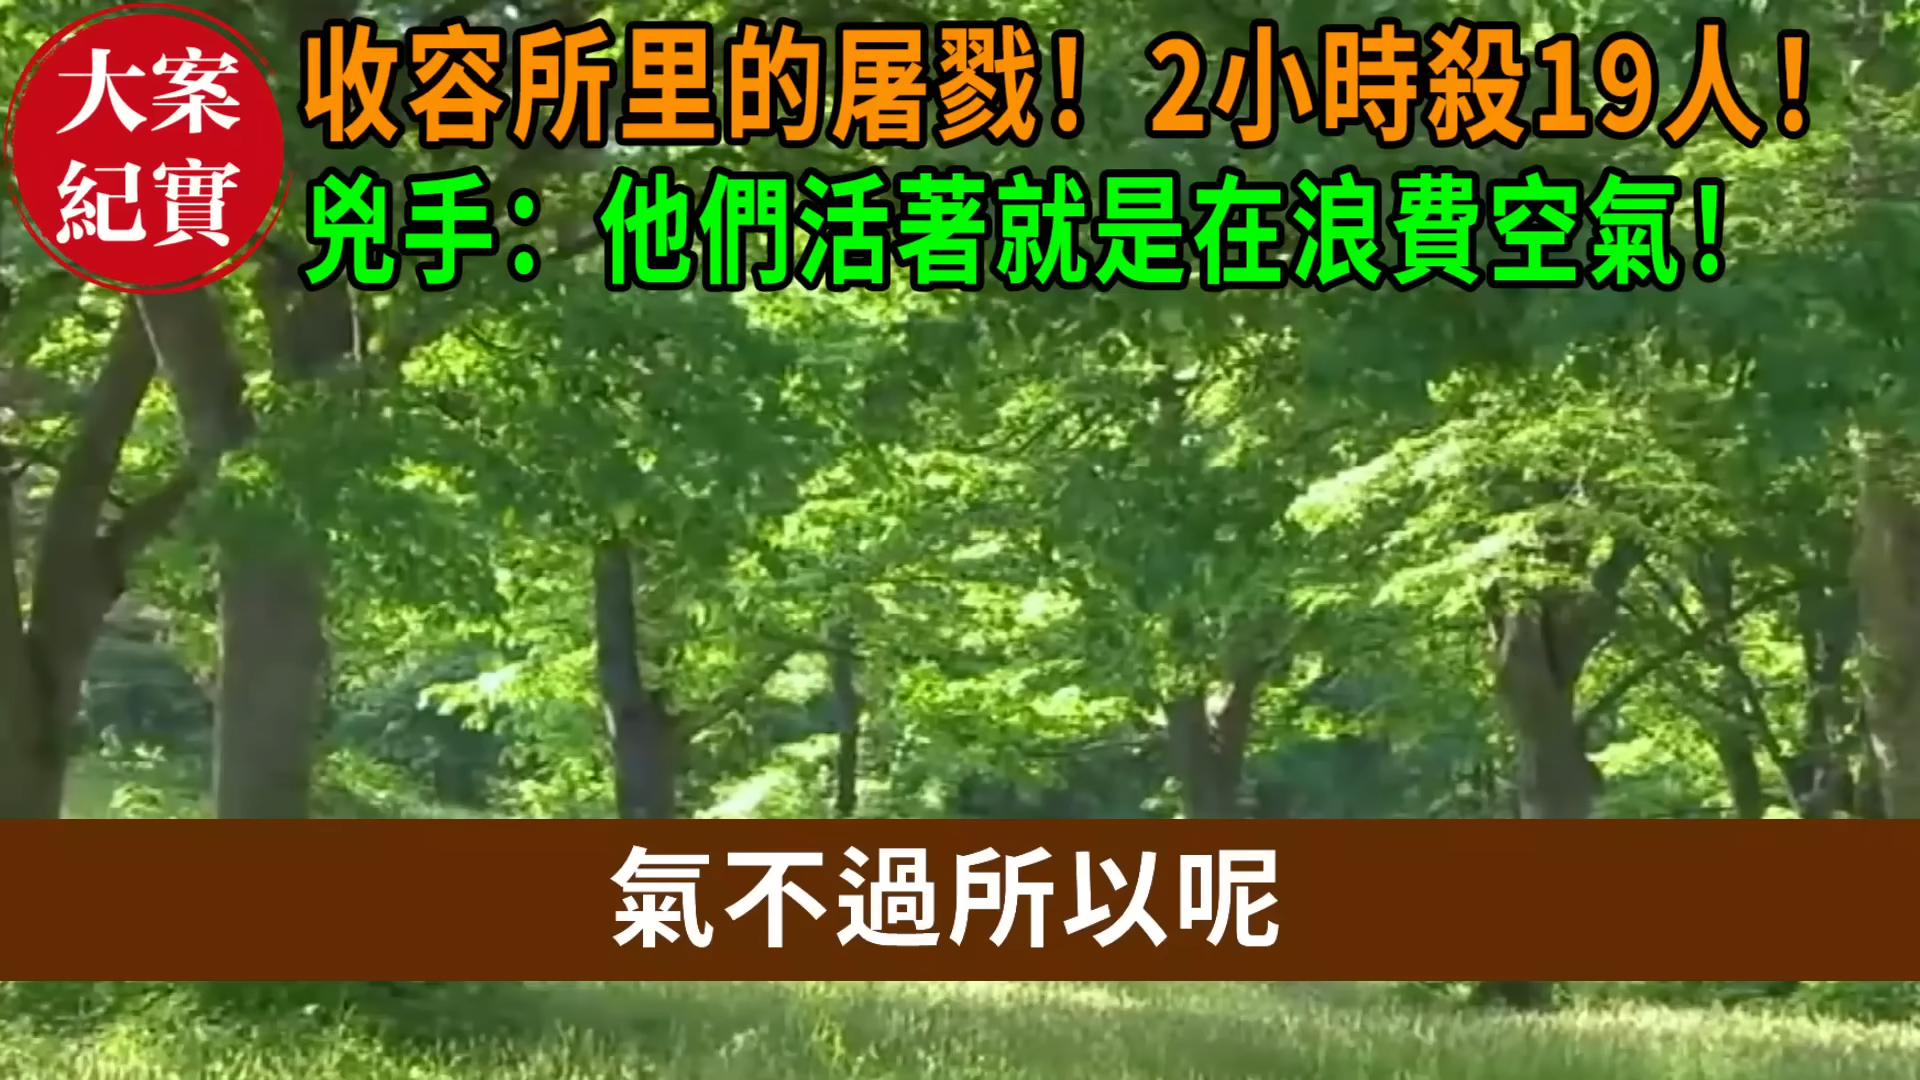 大案
紀實
收容所里的屠戮！2小時殺19人！
兇手：他們活著就是在浪費空氣！
氣不過所以呢